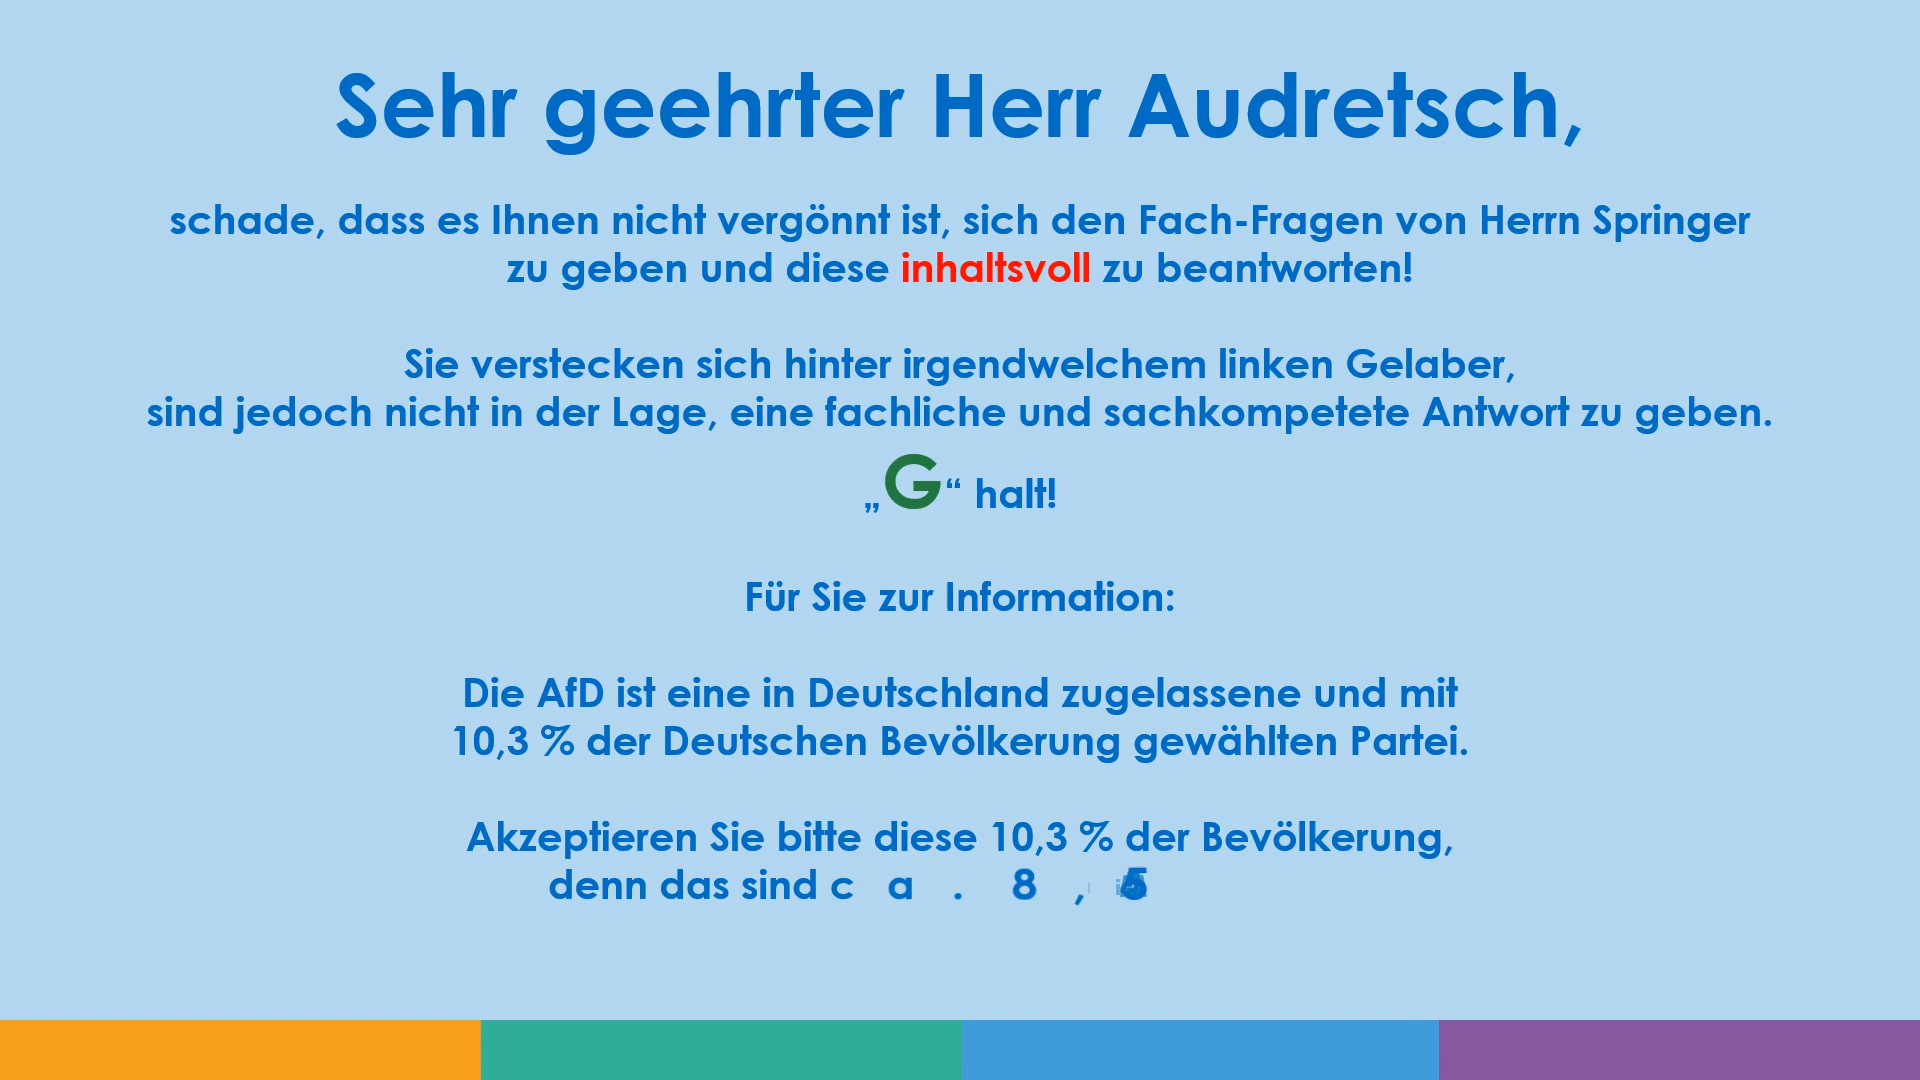 Sehr geehrter Herr Audretsch,
schade, dass es Ihnen nicht vergönnt ist, sich den Fach-Fragen von Herrn Springer
zu geben und diese inhaltsvoll zu beantworten!
Sie verstecken sich hinter irgendwelchem linken Gelaber,
sind jedoch nicht in der Lage, eine fachliche und sachkompetete Antwort zu geben.
„G“ halt!
Für Sie zur Information:
Die AfD ist eine in Deutschland zugelassene und mit
10,3 % der Deutschen Bevölkerung gewählten Partei.
Akzeptieren Sie bitte diese 10,3 % der Bevölkerung,
denn das sind c a . 8 ,